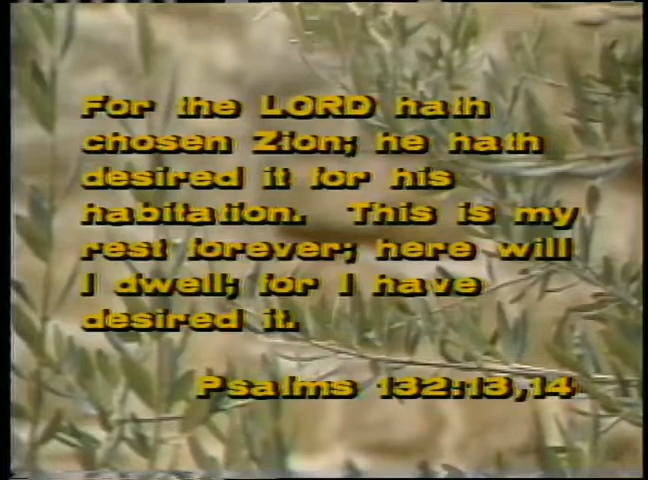 For the LORD hath
chosen Zion; he hath
desired it for his
habitation. This is my
rest forever; here will
I dwell; for I have
desired it.
Psalms 132:13,14